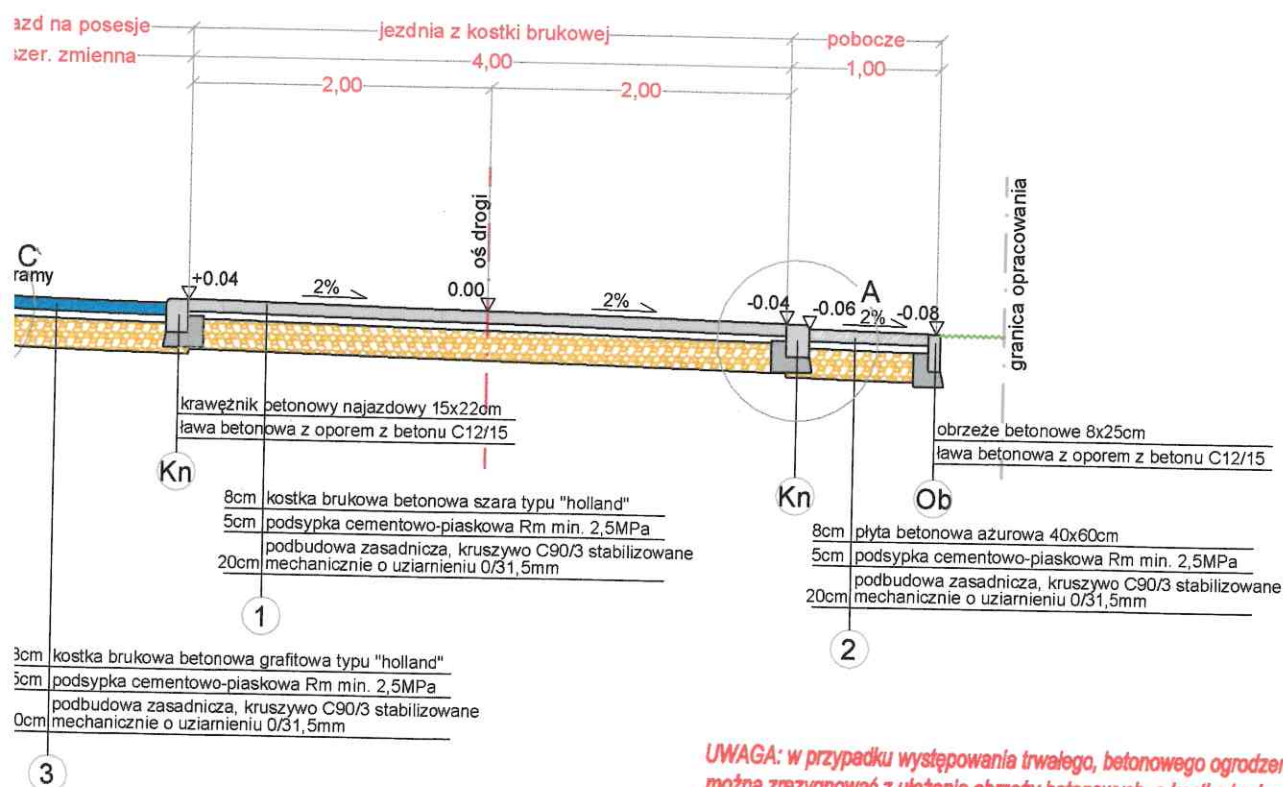 azd na posesje
jezdnia z kostki brukowej
pobocze
szer. zmienna
4,00
1,00
2,00
2,00
oś drogi
granica opracowania
C
ramy
+0.04
2%
0.00
2%
-0.04
-0.06
A
2%
-0.08
krawężnik betonowy najazdowy 15x22cm
ława betonowa z oporem z betonu C12/15
Kn
obrzeże betonowe 8x25cm
ława betonowa z oporem z betonu C12/15
Kn
Ob
8cm kostka brukowa betonowa szara typu "holland"
5cm podsypka cementowo-piaskowa Rm min. 2,5MPa
podbudowa zasadnicza, kruszywo C90/3 stabilizowane
20cm mechanicznie o uziarnieniu 0/31,5mm
1
8cm płyta betonowa ażurowa 40x60cm
5cm podsypka cementowo-piaskowa Rm min. 2,5MPa
podbudowa zasadnicza, kruszywo C90/3 stabilizowane
20cm mechanicznie o uziarnieniu 0/31,5mm
2
8cm kostka brukowa betonowa grafitowa typu "holland"
5cm podsypka cementowo-piaskowa Rm min. 2,5MPa
podbudowa zasadnicza, kruszywo C90/3 stabilizowane
0cm mechanicznie o uziarnieniu 0/31,5mm
3
UWAGA: w przypadku występowania trwałego, betonowego ogrodzen
można zrezygnować z ułożenia obrzeży betonowych